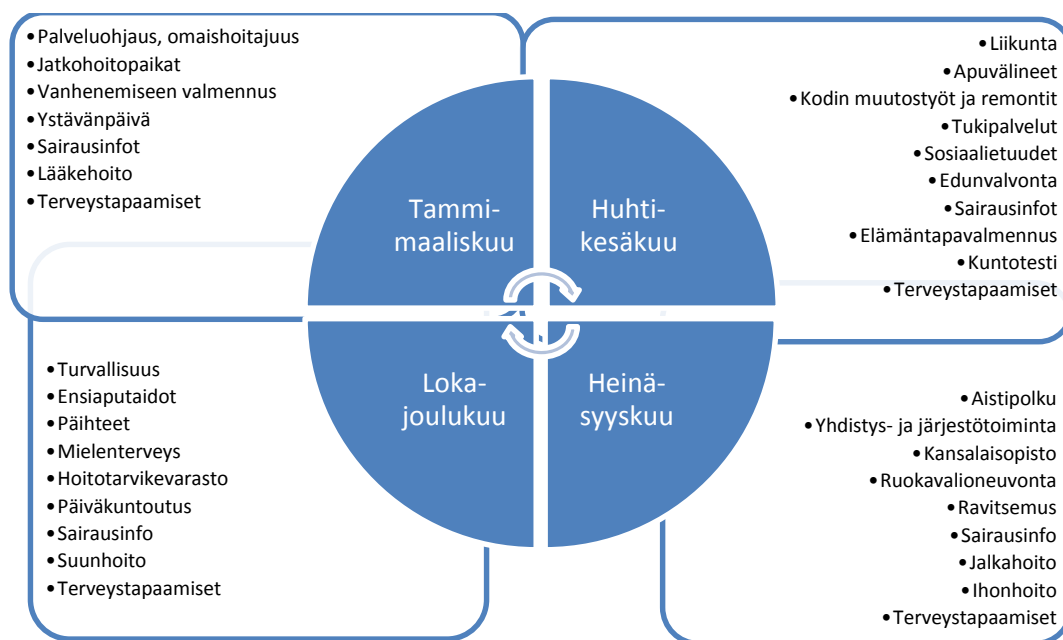 •Palveluohjaus, omaishoitajuus
•Jatkohoitopaikat
•Vanhenemiseen valmennus
•Ystävänpäivä
•Sairausinfot
•Lääkehoito
•Terveystapaamiset
•Liikunta
•Apuvälineet
•Kodin muutostyöt ja remontit
•Tukipalvelut
•Sosiaalietuudet
•Edunvalvonta
•Sairausinfot
•Elämäntapavalmennus
•Kuntotesti
•Terveystapaamiset
Tammi-
maaliskuu
Huhti-
kesäkuu
Loka-
joulukuu
Heinä-
syyskuu
•Turvallisuus
•Ensiaputaidot
•Päihteet
•Mielenterveys
•Hoitotarvikevarasto
•Päiväkuntoutus
•Sairausinfo
•Suunhoito
•Terveystapaamiset
•Aistipolku
•Yhdistys- ja järjestötoiminta
•Kansalaisopisto
•Ruokavalioneuvonta
•Ravitsemus
•Sairausinfo
•Jalkahoito
•Ihonhoito
•Terveystapaamiset